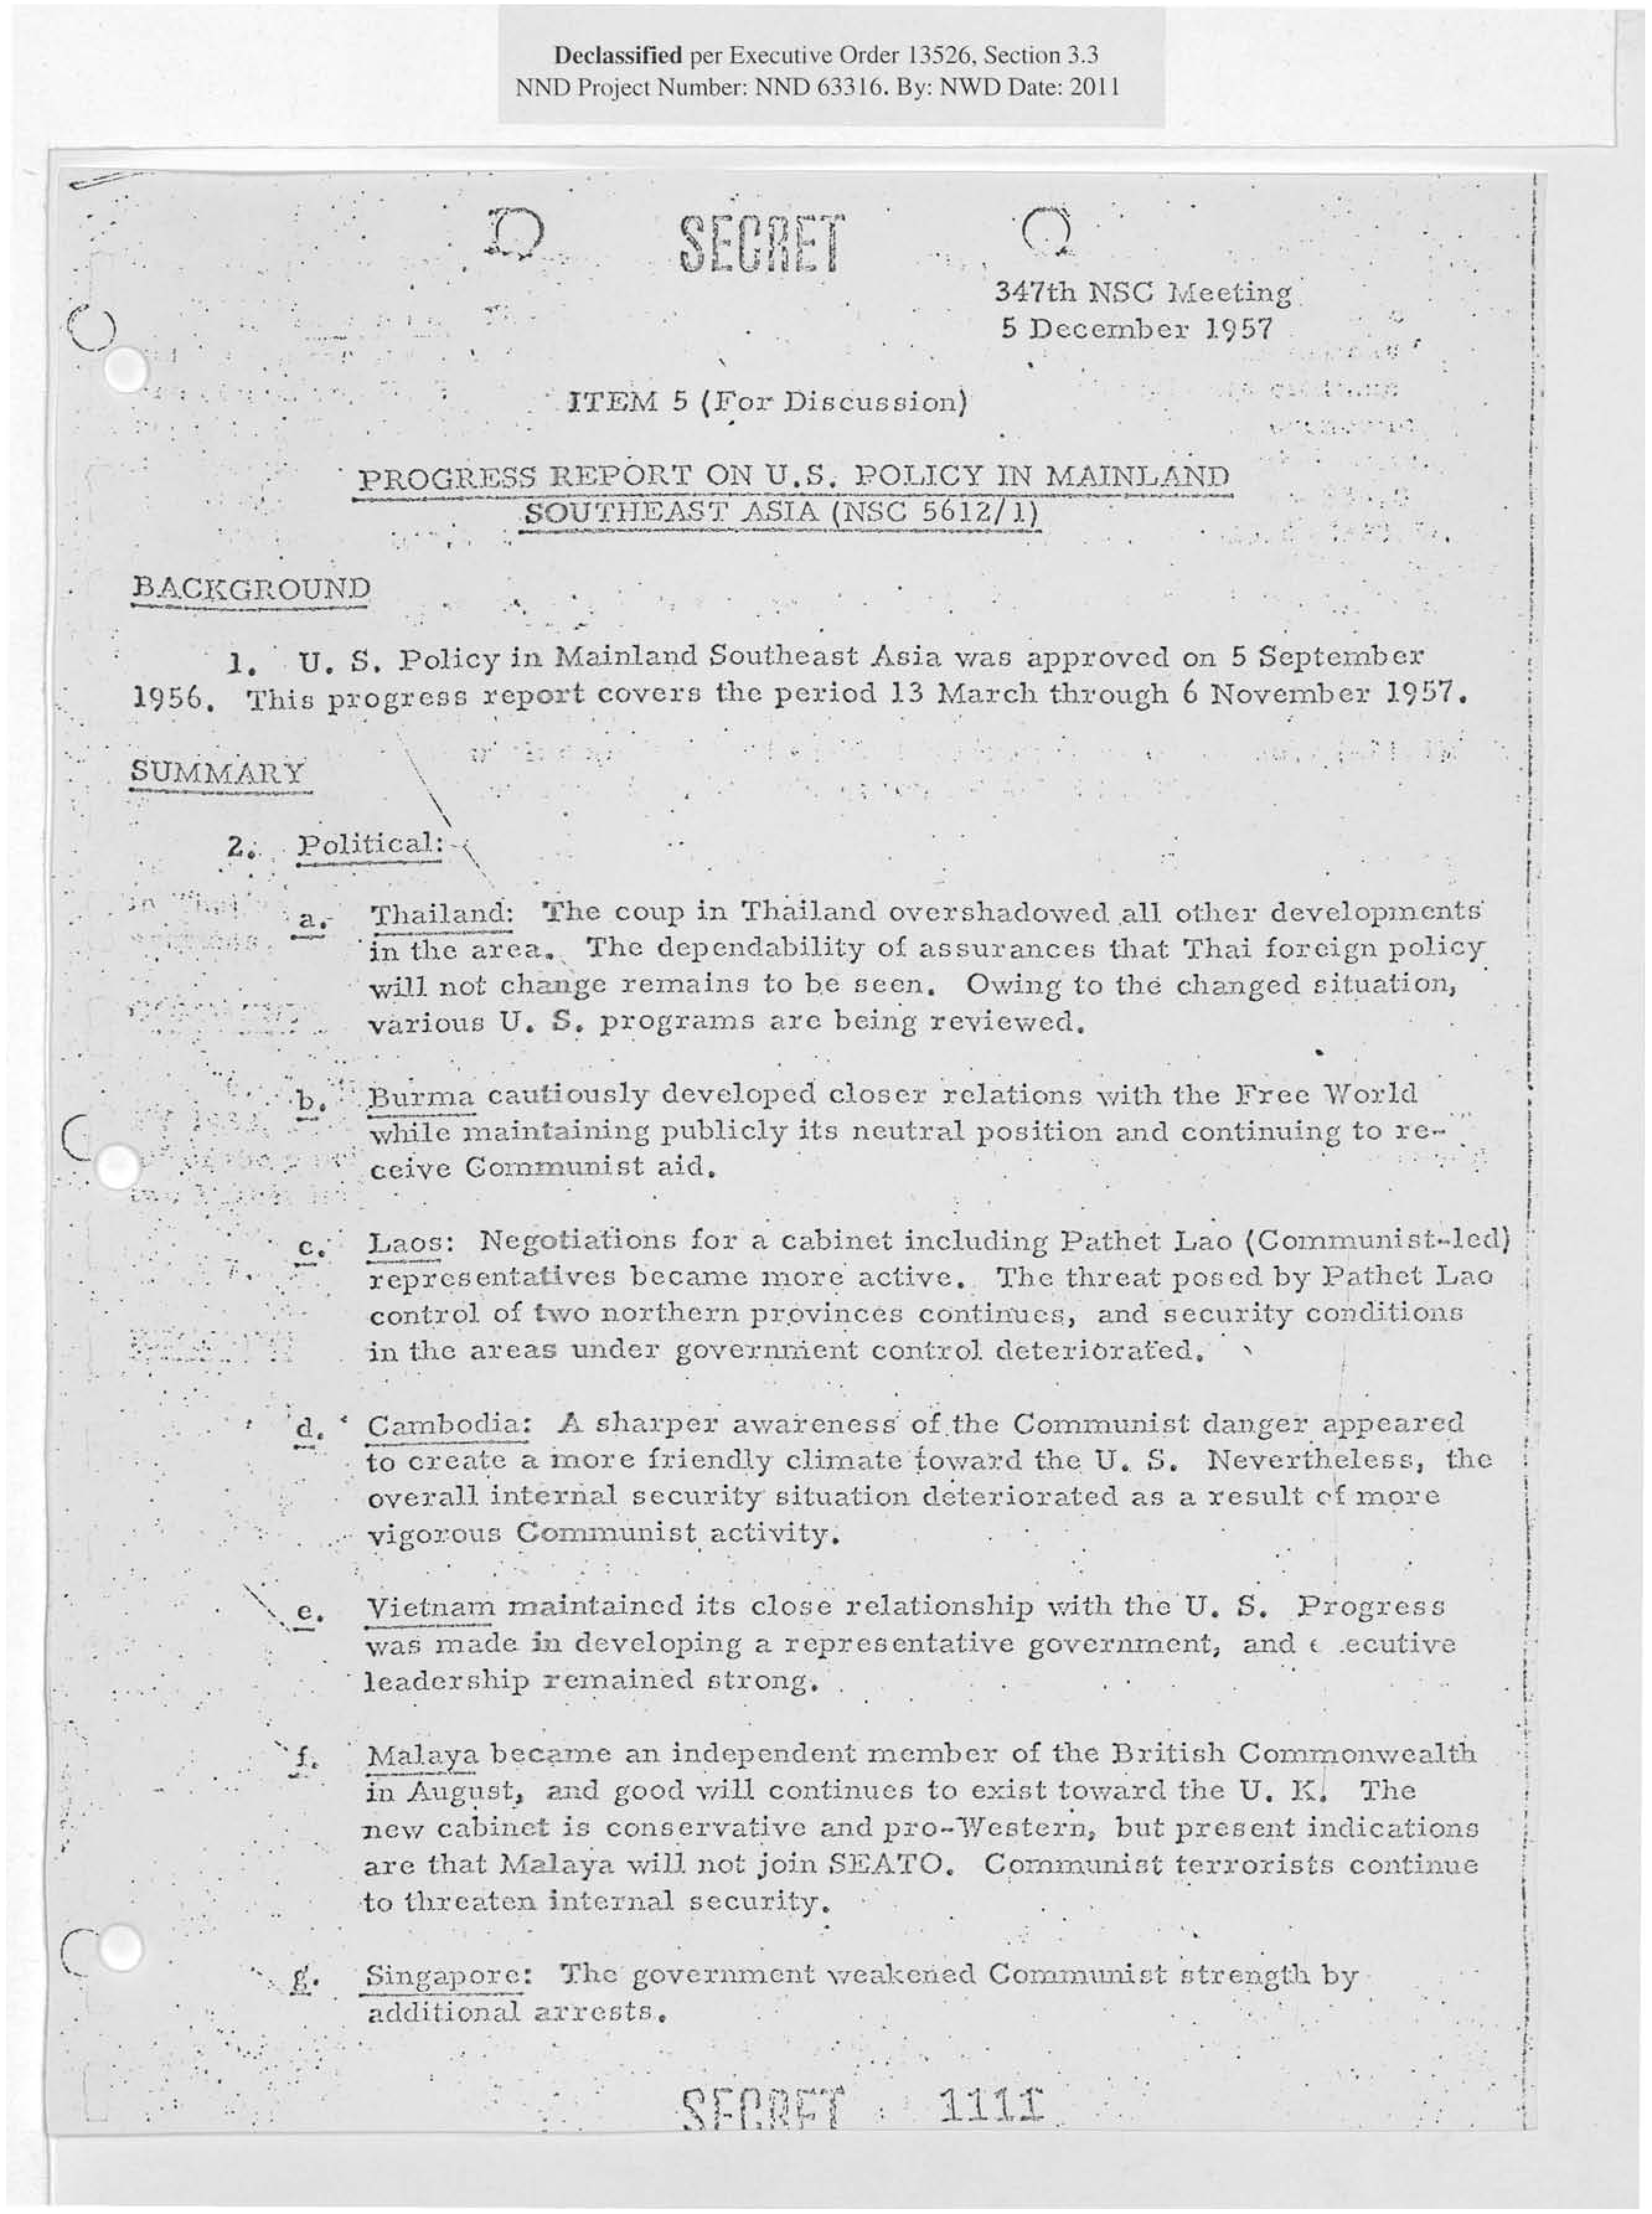 Declassified per Executive Order 13526, Section 3.3
NND Project Number: NND 63316. By: NWD Date: 2011
SECRET
347th NSC Meeting
5 December 1957
ITEM 5 (For Discussion)
PROGRESS REPORT ON U.S. POLICY IN MAINLAND
SOUTHEAST ASIA (NSC 5612/1)
BACKGROUND
1. U. S. Policy in Mainland Southeast Asia was approved on 5 September
1956. This progress report covers the period 13 March through 6 November 1957.
SUMMARY
2. Political:
a. Thailand: The coup in Thailand overshadowed all other developments
in the area. The dependability of assurances that Thai foreign policy
will not change remains to be seen. Owing to the changed situation,
various U. S. programs are being reviewed.
b. Burma cautiously developed closer relations with the Free World
while maintaining publicly its neutral position and continuing to re-
ceive Communist aid.
c. Laos: Negotiations for a cabinet including Pathet Lao (Communist-led)
representatives became more active. The threat posed by Pathet Lao
control of two northern provinces continues, and security conditions
in the areas under government control deteriorated.
d. Cambodia: A sharper awareness of the Communist danger appeared
to create a more friendly climate toward the U. S. Nevertheless, the
overall internal security situation deteriorated as a result of more
vigorous Communist activity.
e. Vietnam maintained its close relationship with the U. S. Progress
was made in developing a representative government, and ecutive
leadership remained strong.
f. Malaya became an independent member of the British Commonwealth
in August, and good will continues to exist toward the U. K. The
new cabinet is conservative and pro-Western, but present indications
are that Malaya will not join SEATO. Communist terrorists continue
to threaten internal security.
g. Singapore: The government weakened Communist strength by
additional arrests.
SECRET 1111